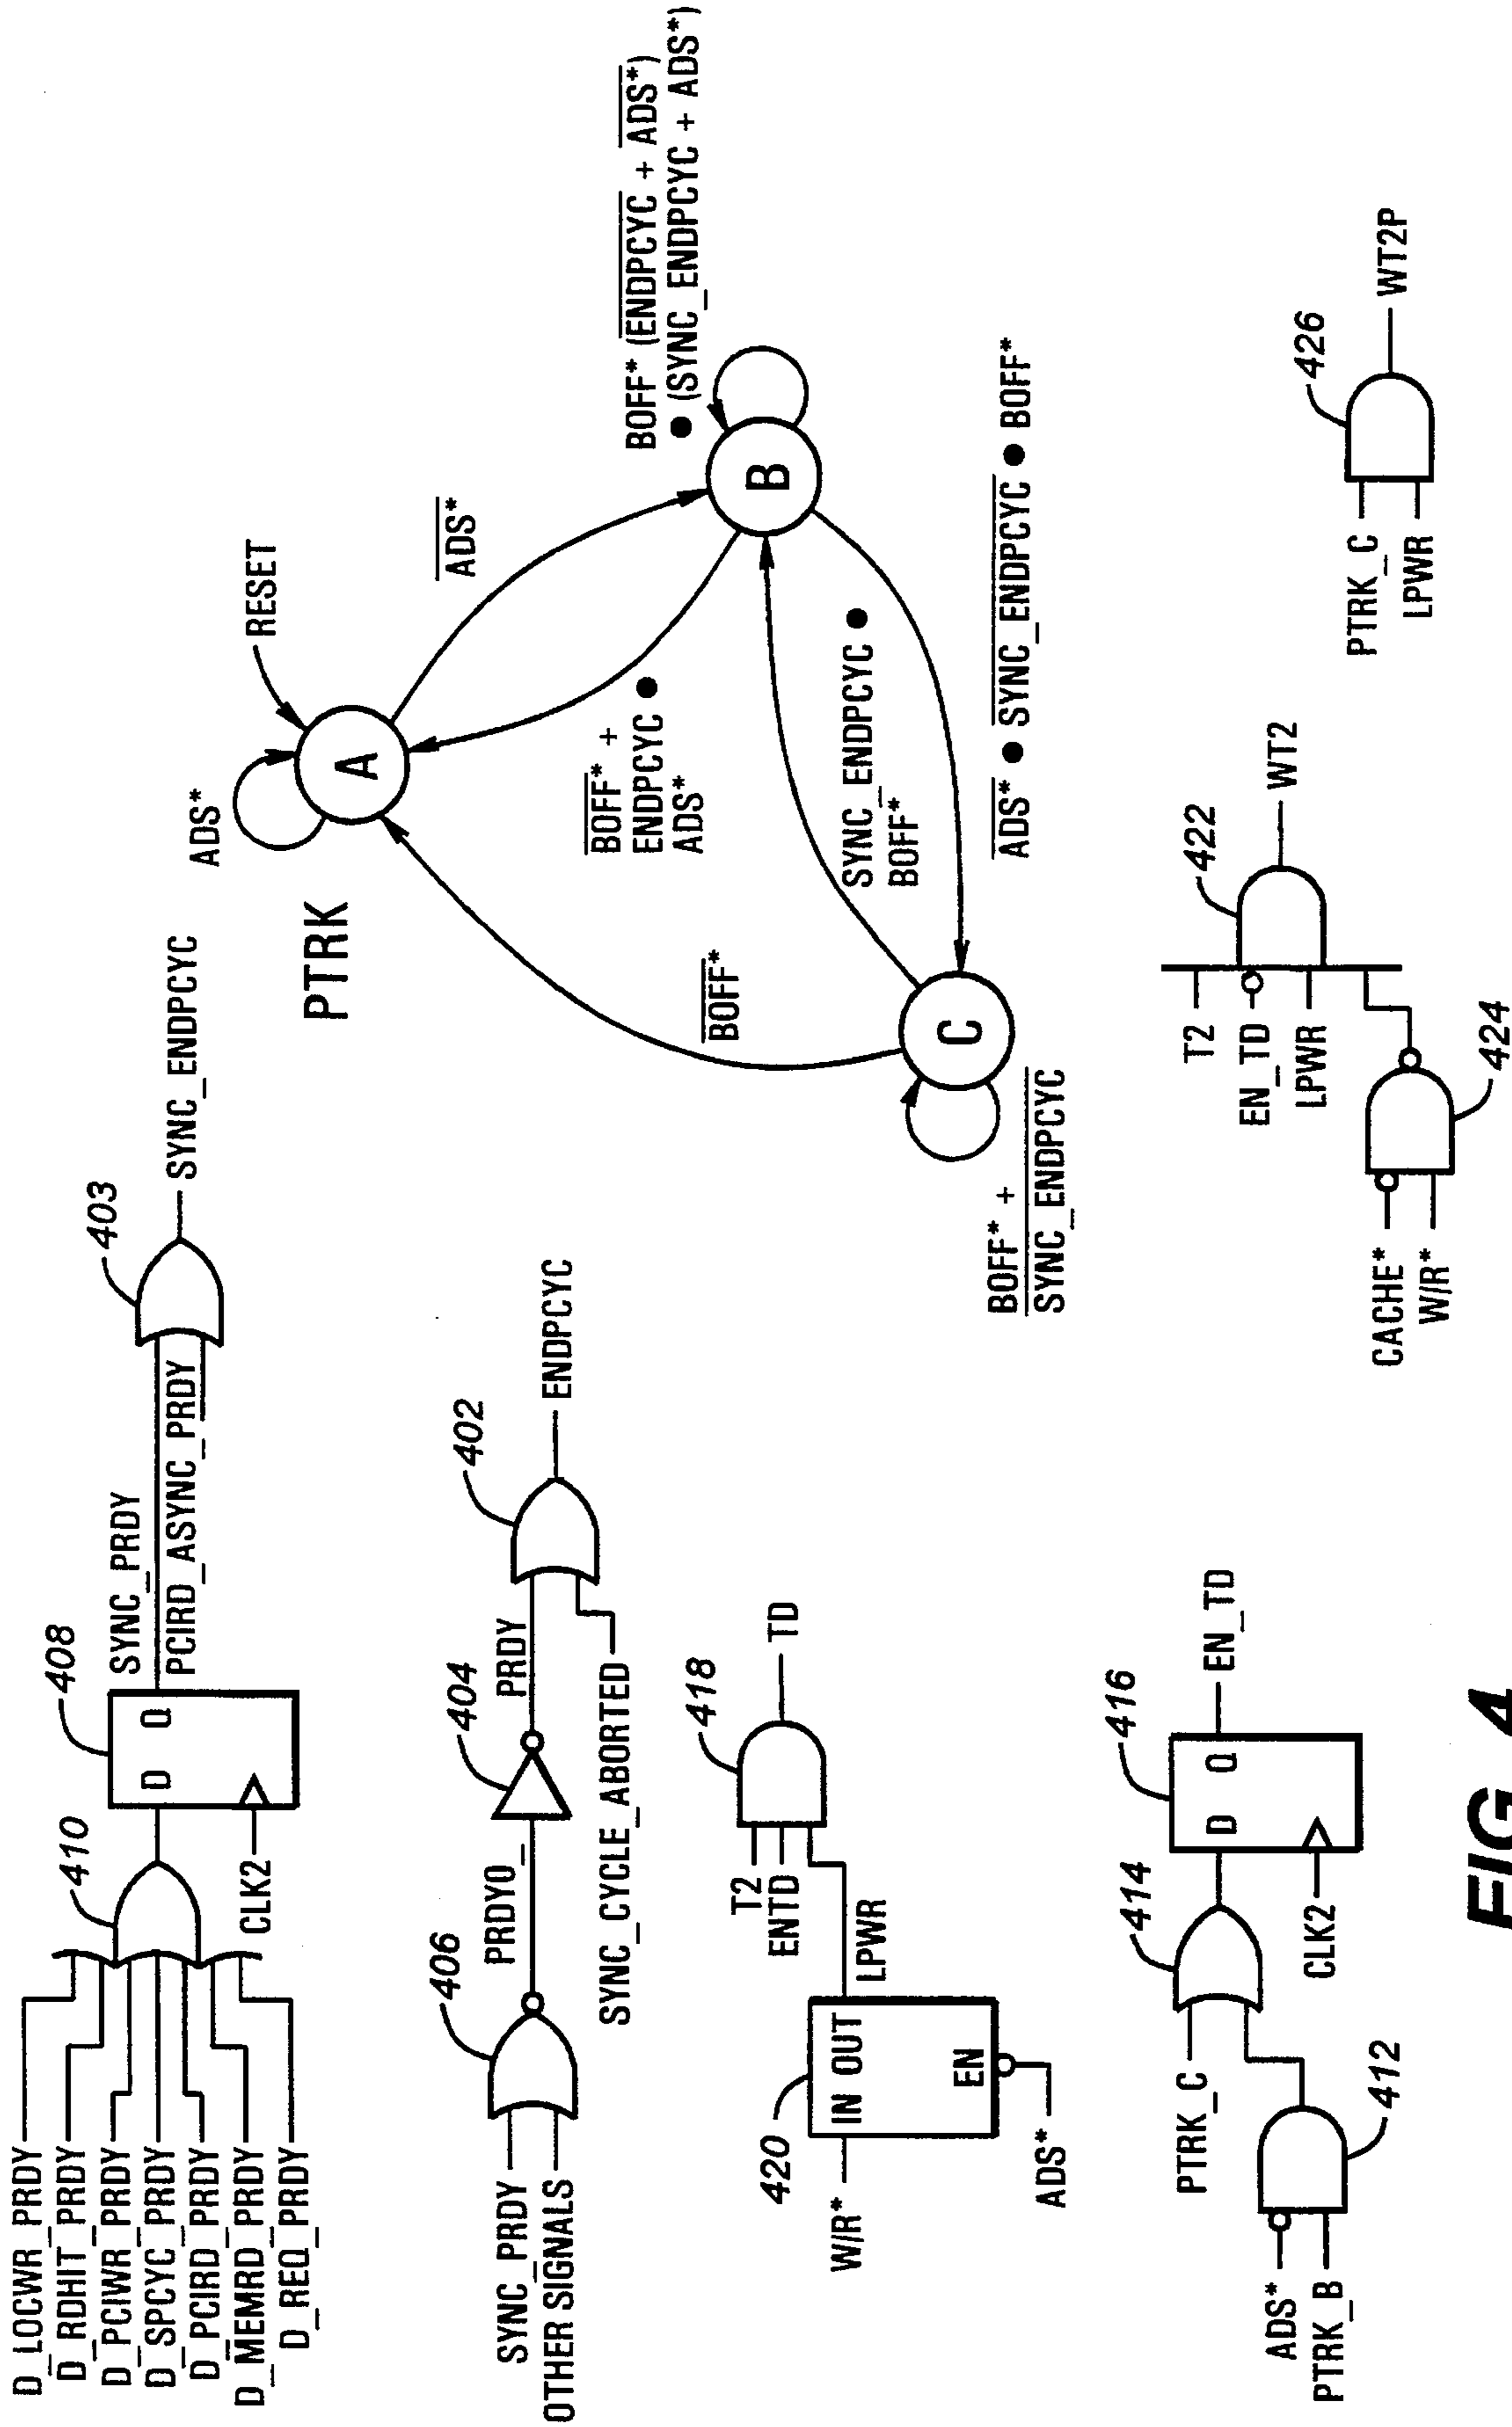 D_LOCWR_PRDY
D_RDHIT_PRDY
D_PCIWR_PRDY
D_SPCYC_PRDY
D_PCIRD_PRDY
D_MEMRD_PRDY
D_REQ_PRDY
410
408
D Q
CLK2
SYNC_PRDY
PCIRD_ASYNC_PRDY
403
SYNC_ENDPCYC
SYNC_PRDY
OTHER SIGNALS
406
PRDYO_
404
PRDY
SYNC_CYCLE_ABORTED
402
ENDPCYC
W/R*
420
IN OUT
EN
ADS*
LPWR
T2
ENTD
418
TD
ADS*
PTRK_B
412
PTRK_C
414
416
D Q
CLK2
EN_TD
PTRK
ADS*
RESET
A
ADS*
BOFF* +
ENDPCYC ●
ADS*
B
BOFF* (ENDPCYC + ADS*)
● (SYNC_ENDPCYC + ADS*)
BOFF*
SYNC_ENDPCYC ●
BOFF*
ADS* ● SYNC_ENDPCYC ● BOFF*
C
BOFF* +
SYNC_ENDPCYC
CACHE*
W/R*
424
T2
EN_TD
LPWR
422
WT2
PTRK_C
LPWR
426
WT2P
FIG. 4